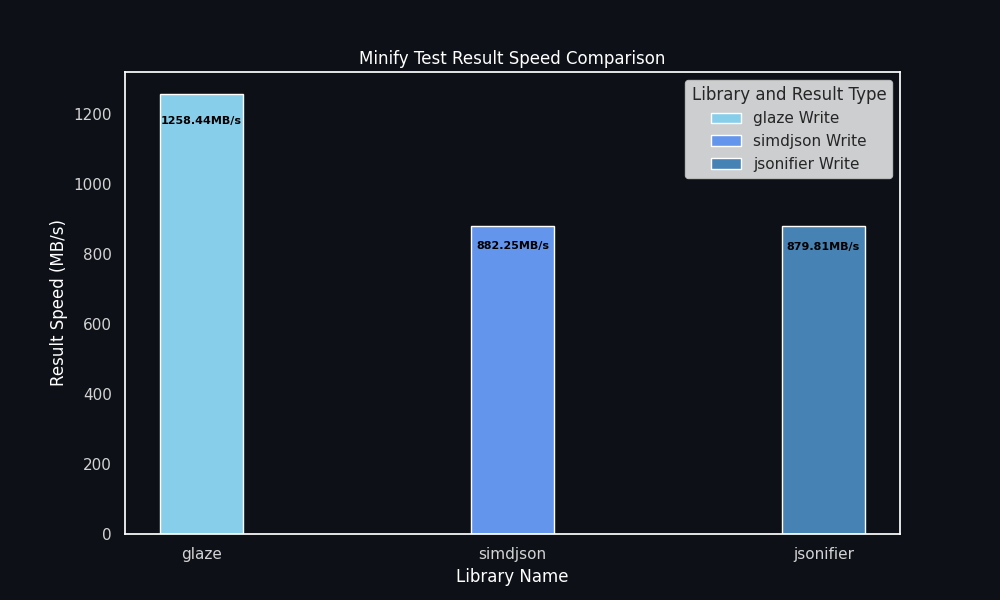 Minify Test Result Speed Comparison
Library and Result Type
glaze Write
simdjson Write
jsonifier Write
Result Speed (MB/s)
1200
1000
800
600
400
200
0
1258.44MB/s
882.25MB/s
879.81MB/s
glaze
simdjson
jsonifier
Library Name